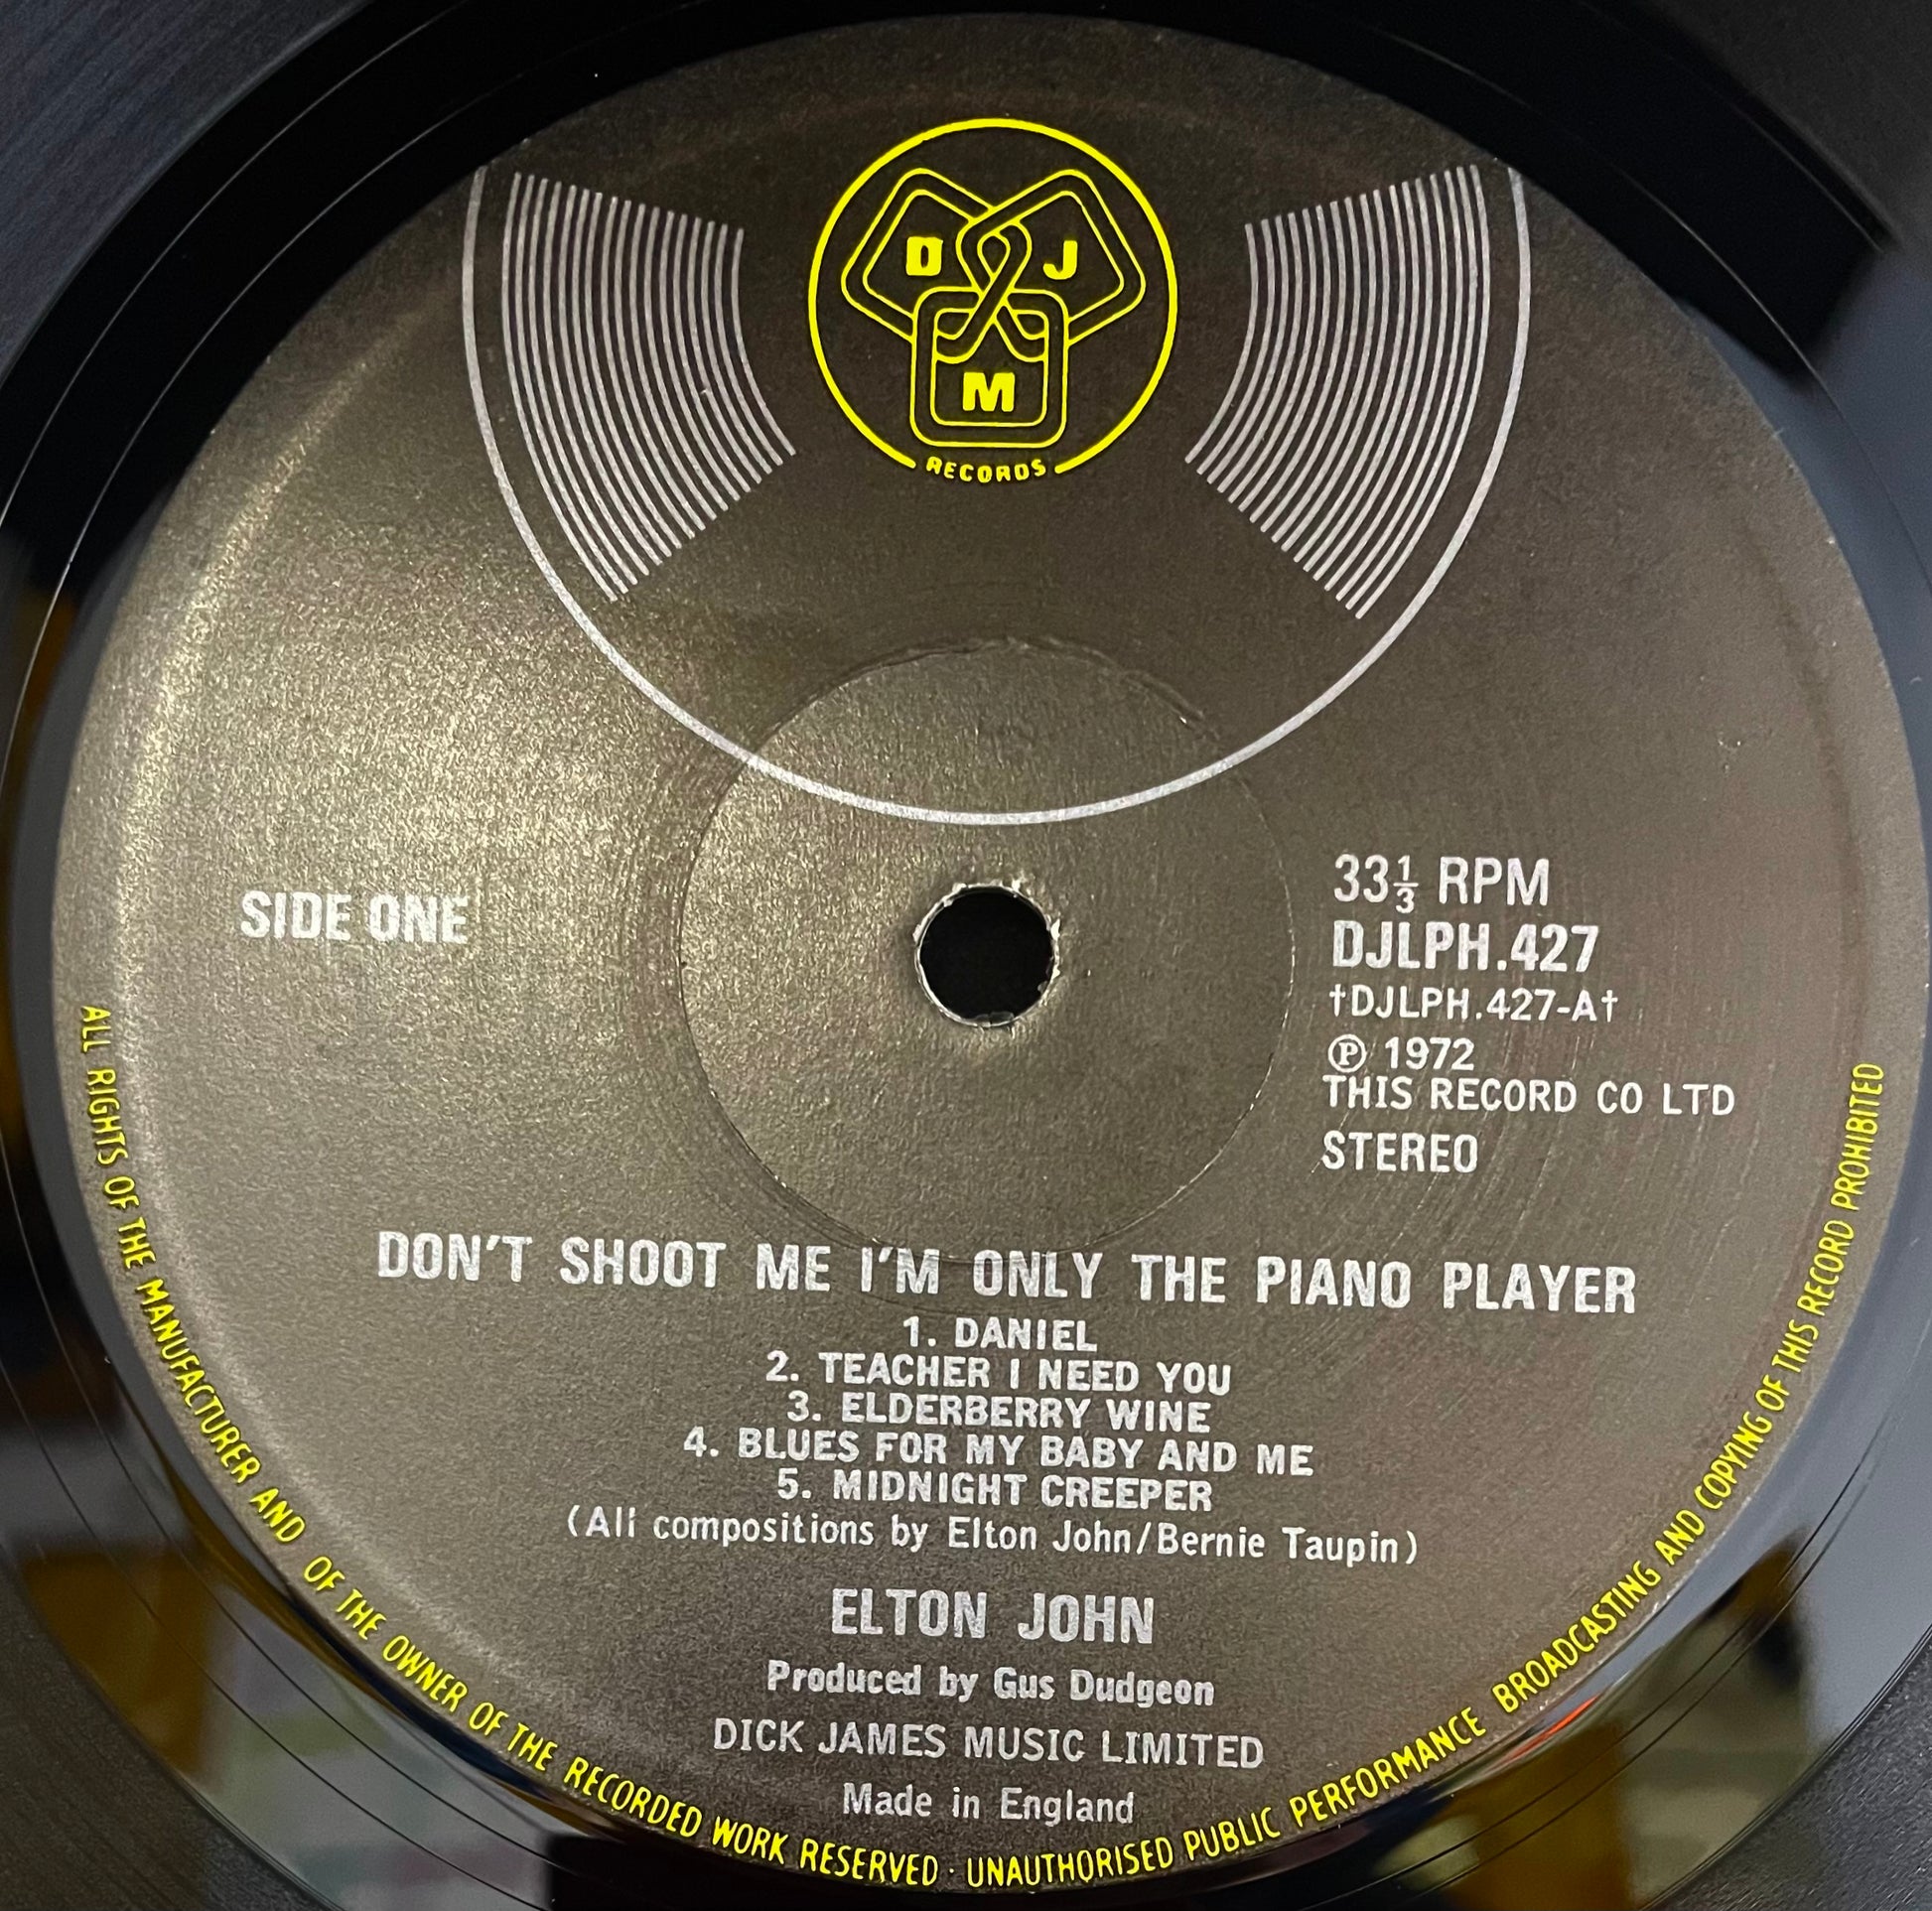 D J
M
RECORDS
SIDE ONE
33⅓ RPM
DJLPH.427
†DJLPH.427-A†
Ⓟ 1972
THIS RECORD CO LTD
STEREO
DON'T SHOOT ME I'M ONLY THE PIANO PLAYER
1. DANIEL
2. TEACHER I NEED YOU
3. ELDERBERRY WINE
4. BLUES FOR MY BABY AND ME
5. MIDNIGHT CREEPER
(All compositions by Elton John/Bernie Taupin)
ELTON JOHN
Produced by Gus Dudgeon
DICK JAMES MUSIC LIMITED
Made in England
ALL RIGHTS OF THE MANUFACTURER AND OF THE OWNER OF THE RECORDED WORK RESERVED · UNAUTHORISED PUBLIC PERFORMANCE BROADCASTING AND COPYING OF THIS RECORD PROHIBITED